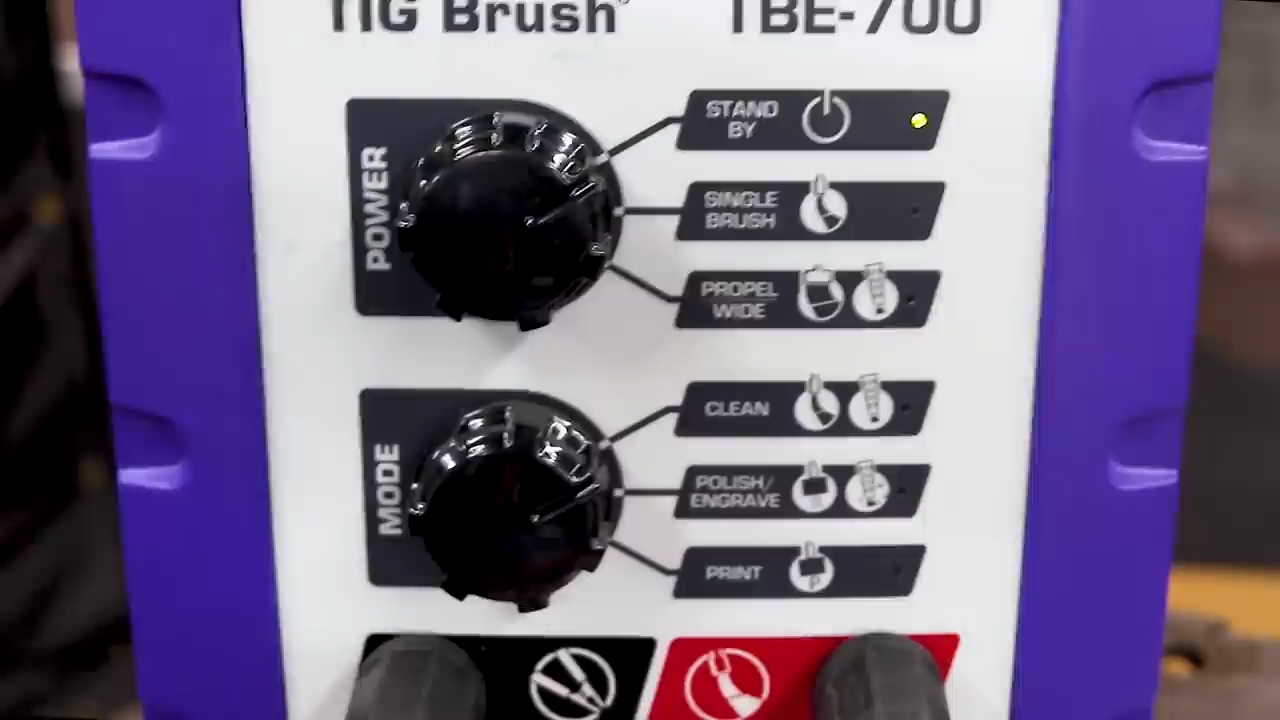 TIG Brush® TBE-700
POWER
STAND
BY
SINGLE
BRUSH
PROPEL
WIDE
MODE
CLEAN
POLISH/
ENGRAVE
PRINT
P